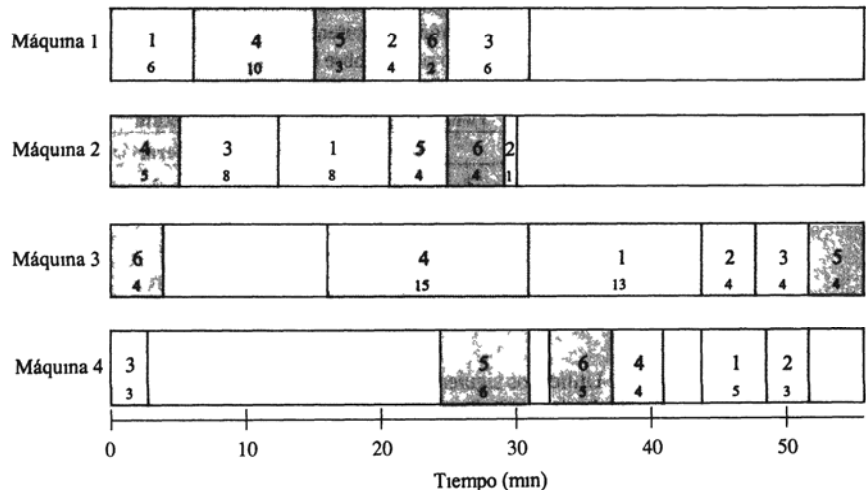 Máquina 1
1 4 5 2 6 3
6 10 3 4 2 6
Máquina 2
4 3 1 5 6 2
5 8 8 4 4 1
Máquina 3
6 4 1 2 3 5
4 15 13 4 4 4
Máquina 4
3 5 6 4 1 2
3 6 5 4 5 3
0 10 20 30 40 50
Tiempo (min)